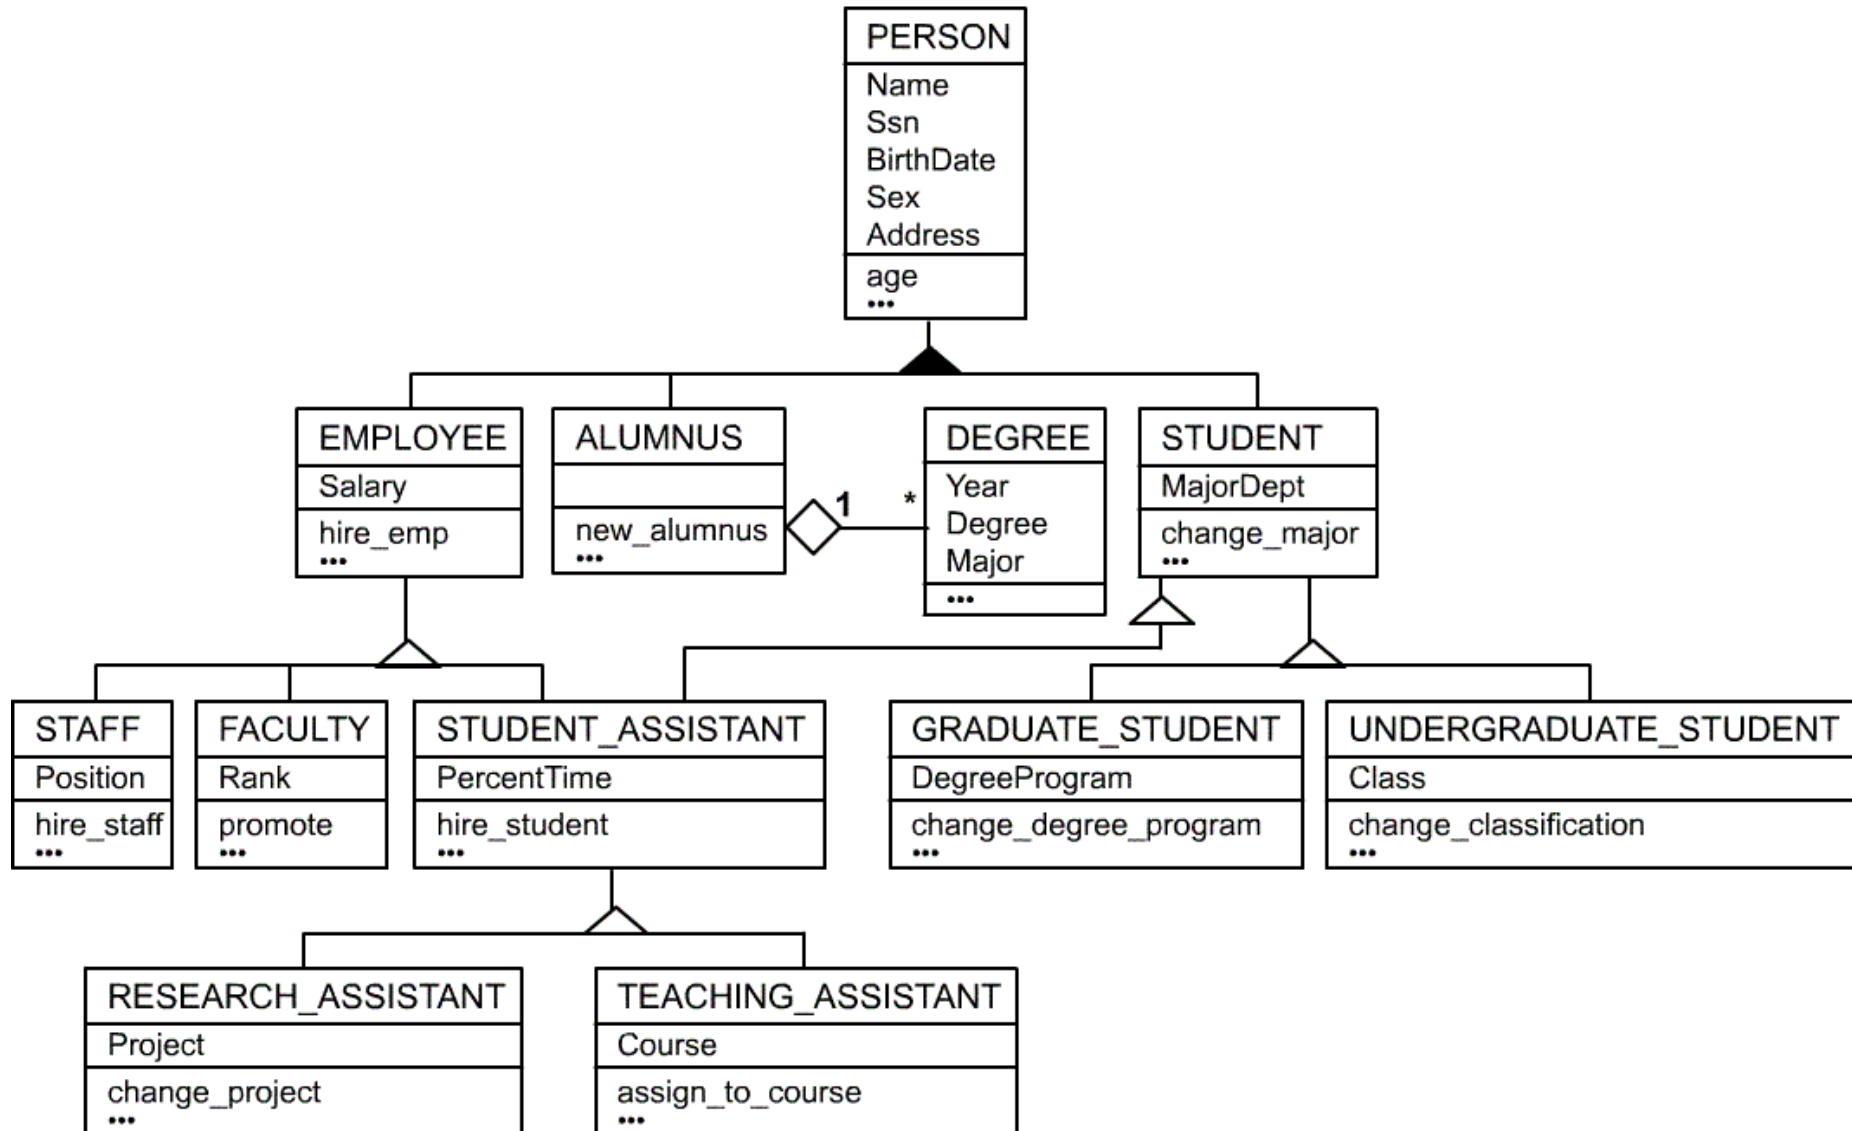 PERSON
Name
Ssn
BirthDate
Sex
Address
age
•••
EMPLOYEE
Salary
hire_emp
•••
ALUMNUS
new_alumnus
•••
1
*
DEGREE
Year
Degree
Major
•••
STUDENT
MajorDept
change_major
•••
STAFF
Position
hire_staff
•••
FACULTY
Rank
promote
•••
STUDENT_ASSISTANT
PercentTime
hire_student
•••
GRADUATE_STUDENT
DegreeProgram
change_degree_program
•••
UNDERGRADUATE_STUDENT
Class
change_classification
•••
RESEARCH_ASSISTANT
Project
change_project
•••
TEACHING_ASSISTANT
Course
assign_to_course
•••